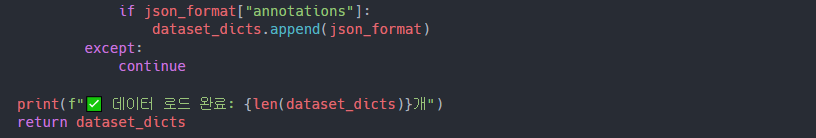 if json_format["annotations"]:
dataset_dicts.append(json_format)
except:
continue
print(f"✅ 데이터 로드 완료: {len(dataset_dicts)}개")
return dataset_dicts